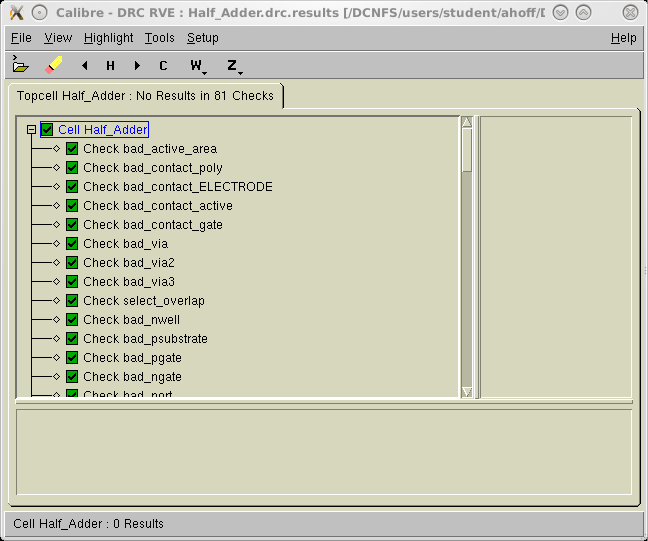 Calibre - DRC RVE : Half_Adder.drc.results [/DCNFS/users/student/ahoff/D
File View Highlight Tools Setup Help
H C W Z
Topcell Half_Adder : No Results in 81 Checks
Cell Half_Adder
Check bad_active_area
Check bad_contact_poly
Check bad_contact_ELECTRODE
Check bad_contact_active
Check bad_contact_gate
Check bad_via
Check bad_via2
Check bad_via3
Check select_overlap
Check bad_nwell
Check bad_psubstrate
Check bad_pgate
Check bad_ngate
Check bad_port
Cell Half_Adder : 0 Results